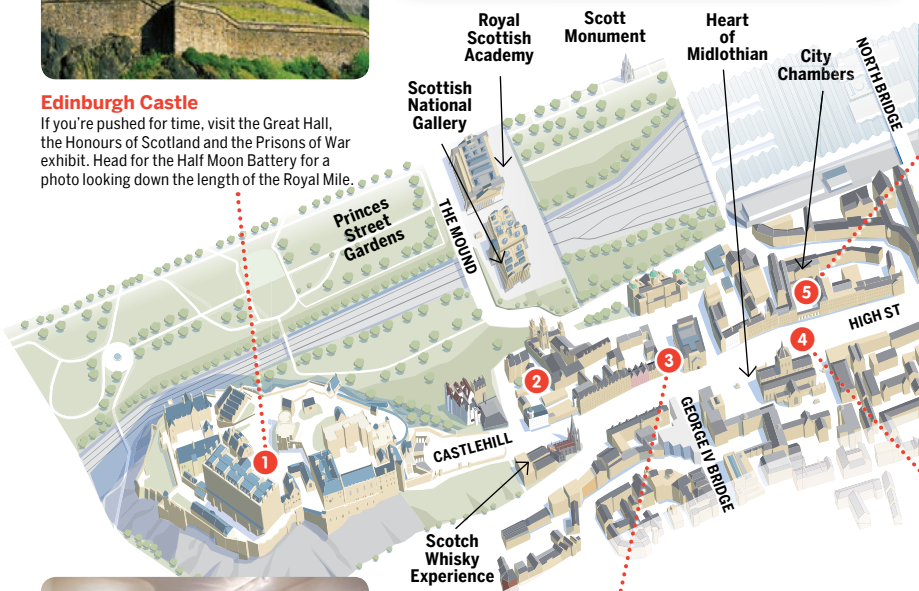 Edinburgh Castle
If you're pushed for time, visit the Great Hall,
the Honours of Scotland and the Prisons of War
exhibit. Head for the Half Moon Battery for a
photo looking down the length of the Royal Mile.
Royal
Scottish
Academy
Scott
Monument
Heart
of
Midlothian
City
Chambers
NORTH BRIDGE
Scottish
National
Gallery
Princes
Street
Gardens
THE MOUND
5
HIGH ST
4
3
2
GEORGE IV BRIDGE
CASTLEHILL
1
Scotch
Whisky
Experience